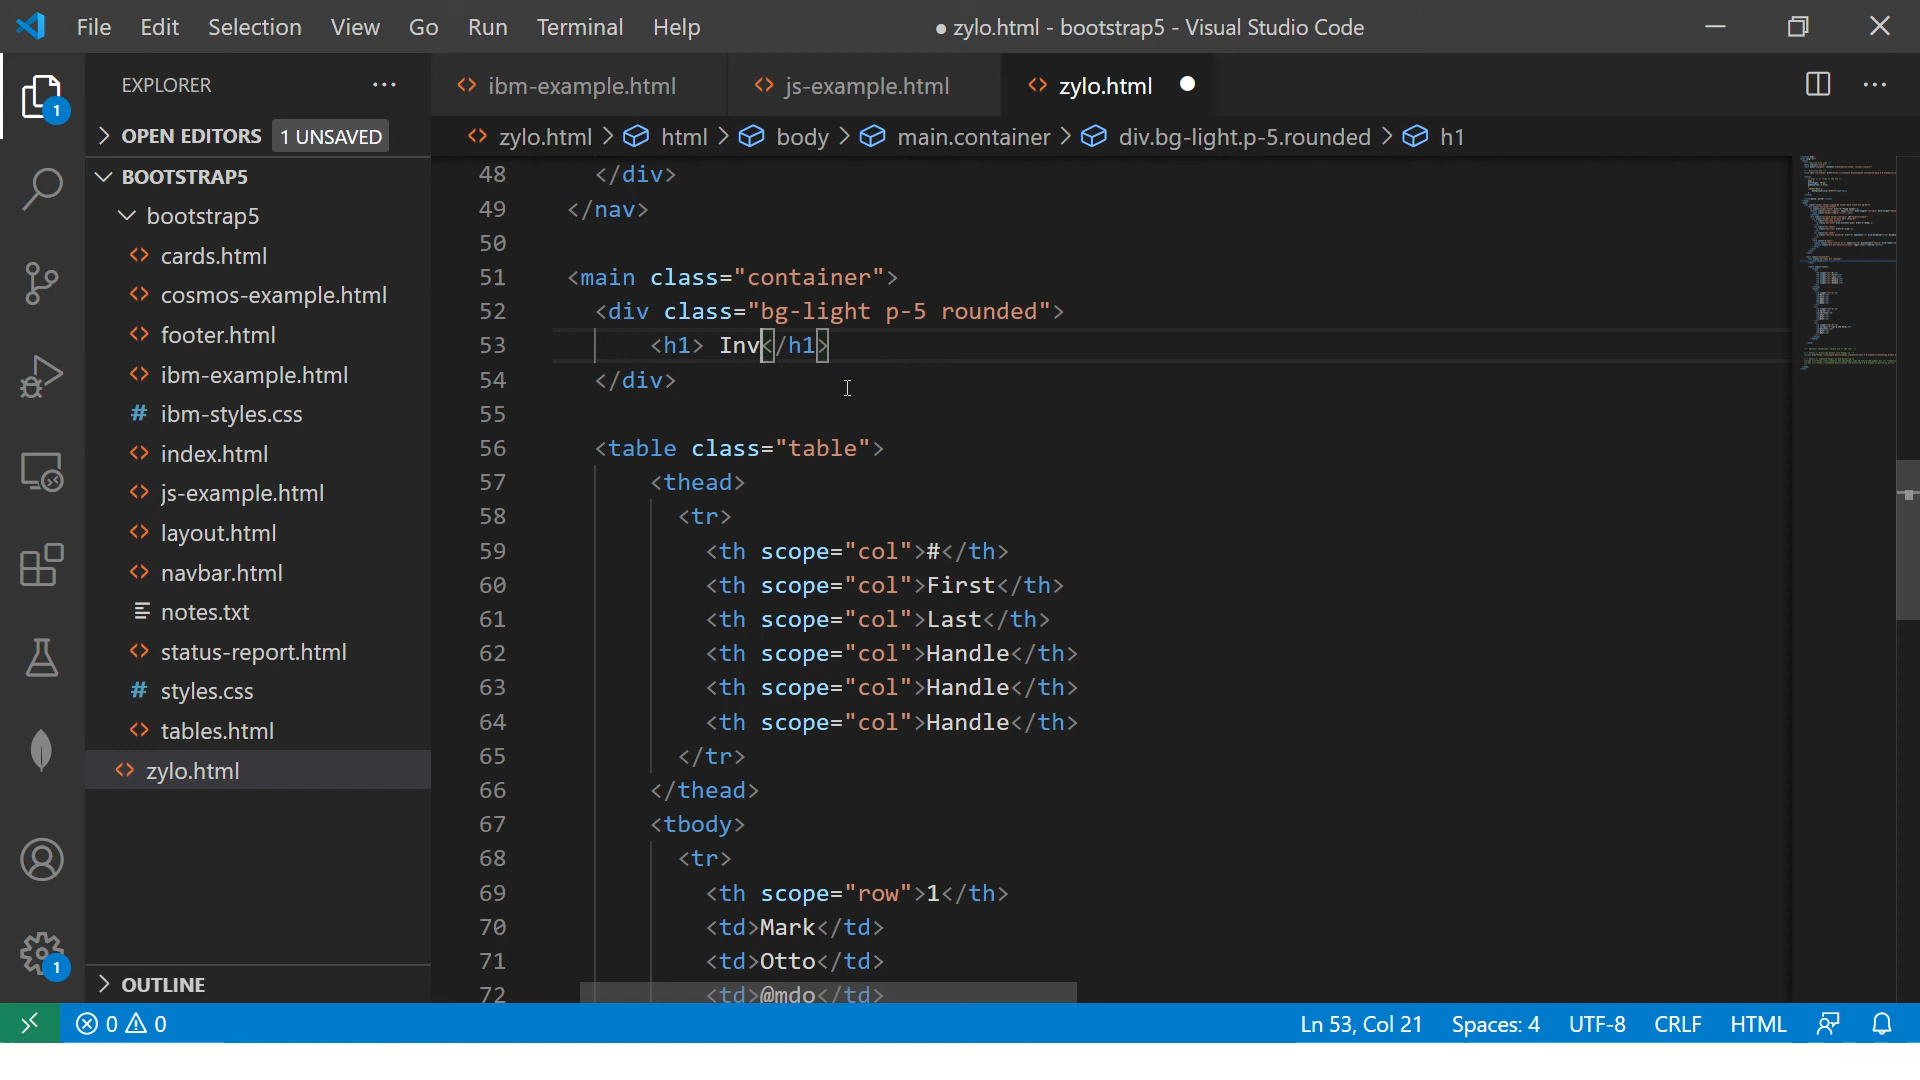 File Edit Selection View Go Run Terminal Help
● zylo.html - bootstrap5 - Visual Studio Code
EXPLORER
OPEN EDITORS 1 UNSAVED
BOOTSTRAP5
bootstrap5
cards.html
cosmos-example.html
footer.html
ibm-example.html
# ibm-styles.css
index.html
js-example.html
layout.html
navbar.html
notes.txt
status-report.html
# styles.css
tables.html
zylo.html
OUTLINE
1
1
ibm-example.html js-example.html zylo.html
zylo.html > html > body > main.container > div.bg-light.p-5.rounded > h1
48 </div>
49 </nav>
50
51 <main class="container">
52 <div class="bg-light p-5 rounded">
53 <h1> Inv</h1>
54 </div>
55
56 <table class="table">
57 <thead>
58 <tr>
59 <th scope="col">#</th>
60 <th scope="col">First</th>
61 <th scope="col">Last</th>
62 <th scope="col">Handle</th>
63 <th scope="col">Handle</th>
64 <th scope="col">Handle</th>
65 </tr>
66 </thead>
67 <tbody>
68 <tr>
69 <th scope="row">1</th>
70 <td>Mark</td>
71 <td>Otto</td>
72 <td>@mdo</td>
0 0
Ln 53, Col 21 Spaces: 4 UTF-8 CRLF HTML